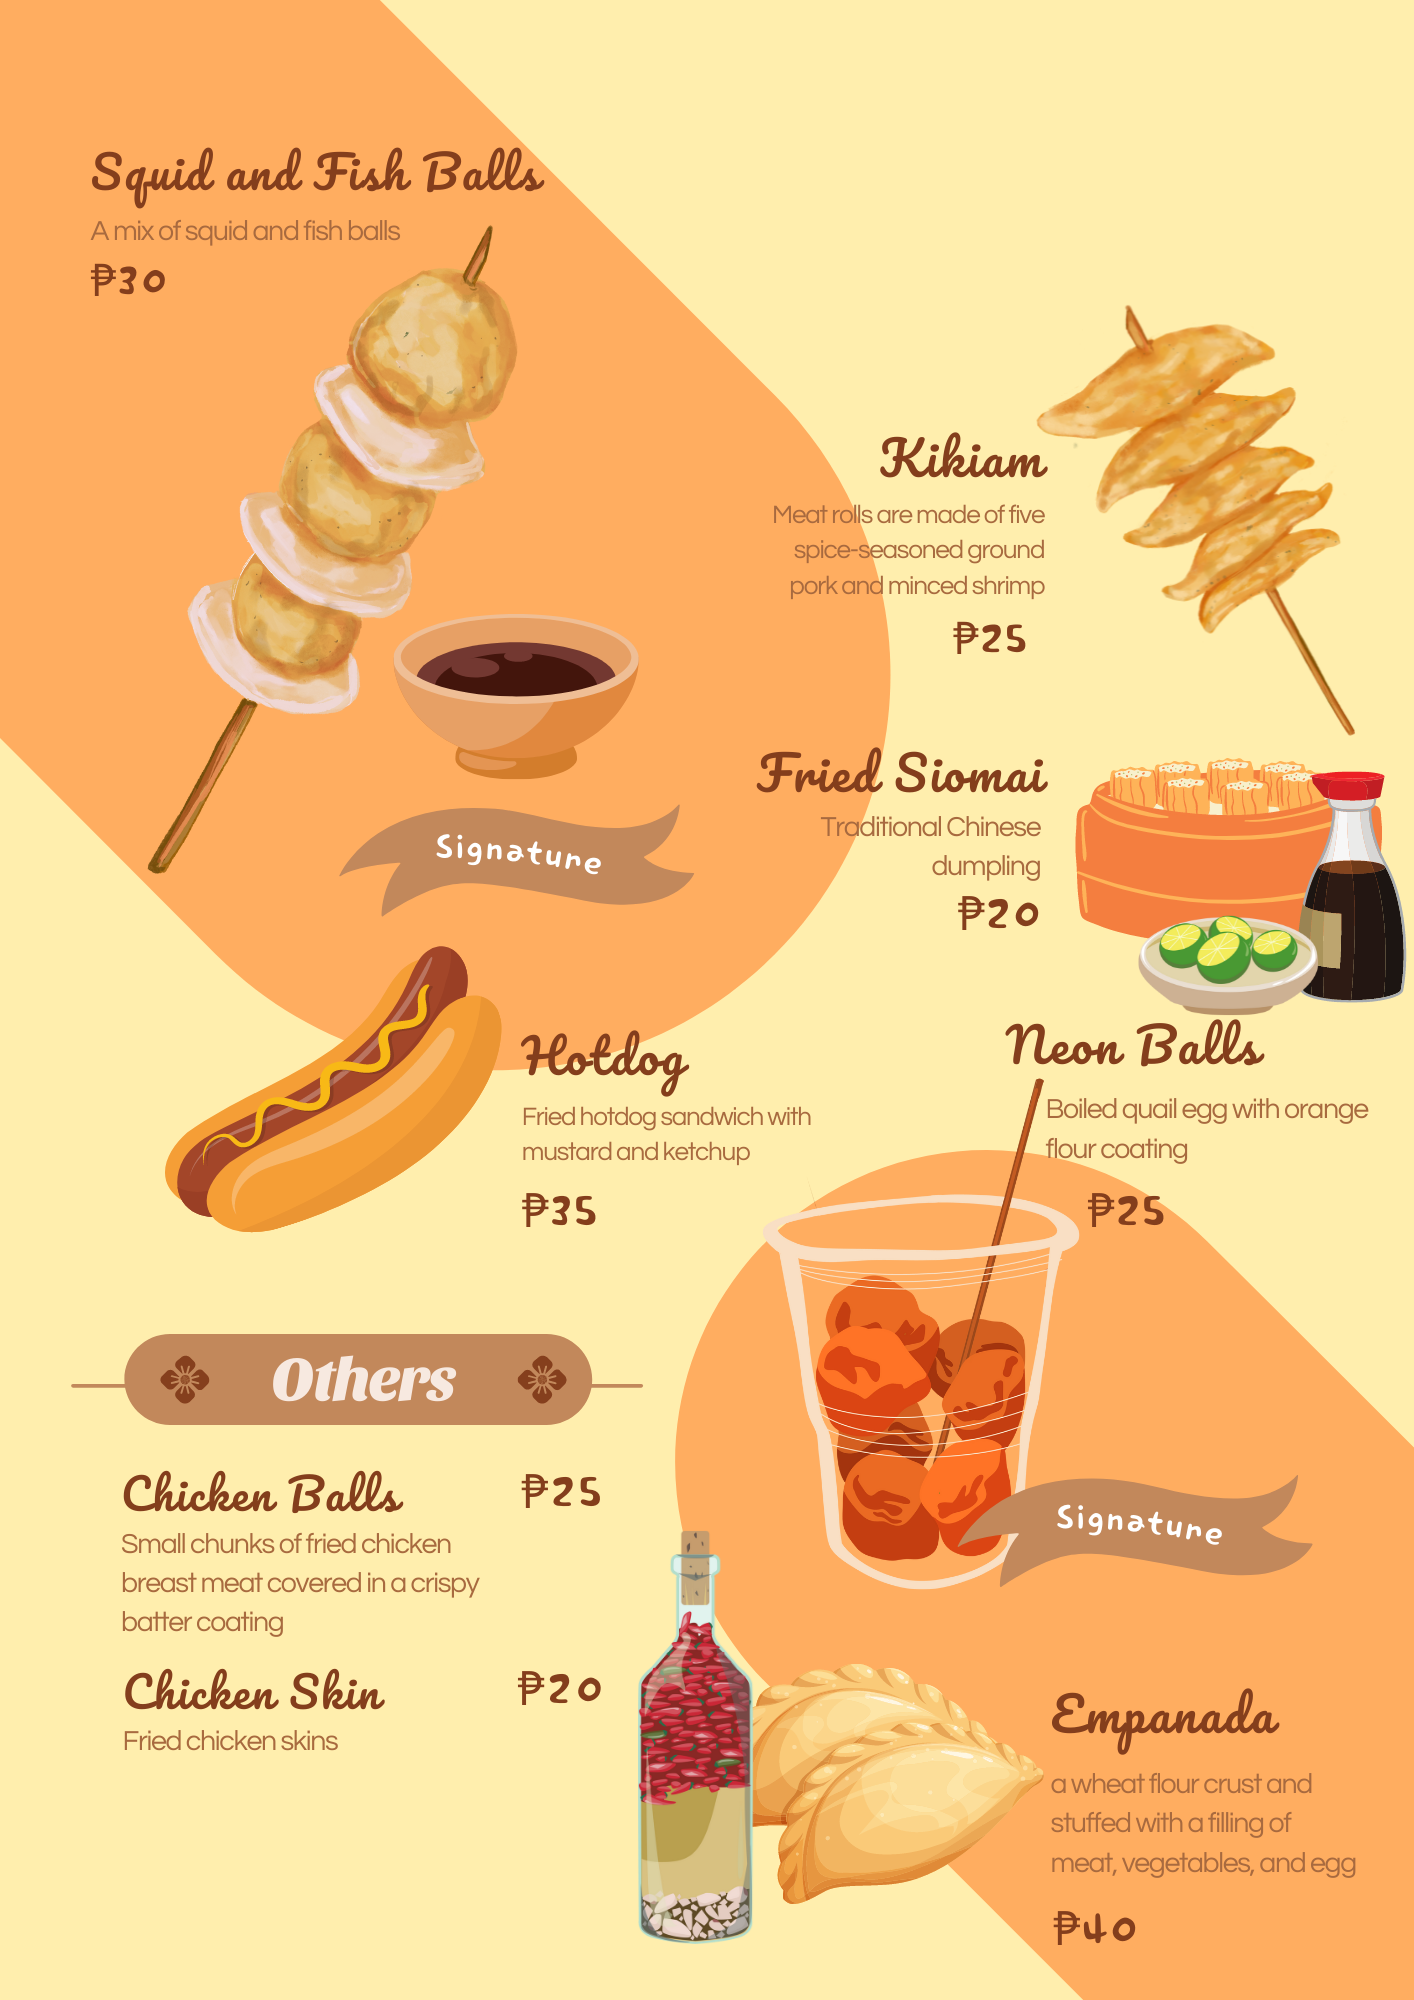 Squid and Fish Balls
A mix of squid and fish balls
₱30
Kikiam
Meat rolls are made of five
spice-seasoned ground
pork and minced shrimp
₱25
Fried Siomai
Traditional Chinese
dumpling
₱20
Signature
Hotdog
Fried hotdog sandwich with
mustard and ketchup
₱35
Neon Balls
Boiled quail egg with orange
flour coating
₱25
Signature
Others
Chicken Balls ₱25
Small chunks of fried chicken
breast meat covered in a crispy
batter coating
Chicken Skin ₱20
Fried chicken skins
Empanada
a wheat flour crust and
stuffed with a filling of
meat, vegetables, and egg
₱40